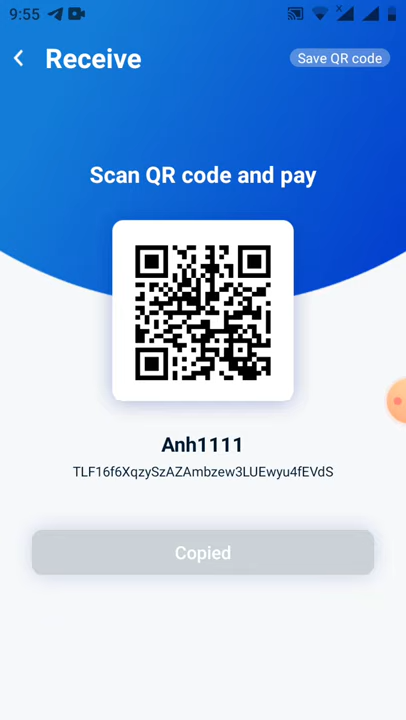 9:55
Receive
Save QR code
Scan QR code and pay
Anh1111
TLF16f6XqzySzAZAmbzew3LUEwyu4fEVdS
Copied